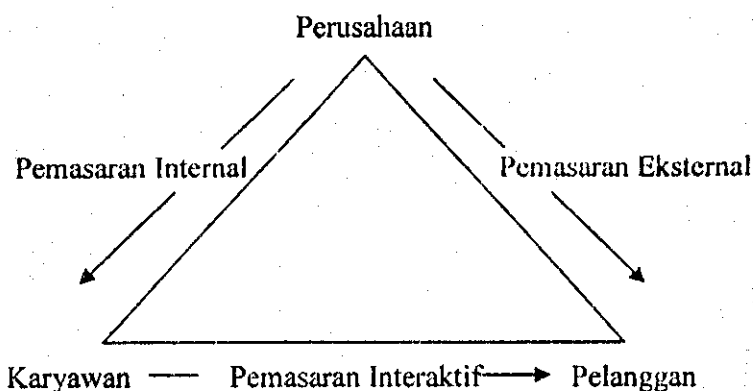 Perusahaan
Pemasaran Internal
Pemasaran Eksternal
Karyawan
Pemasaran Interaktif
Pelanggan